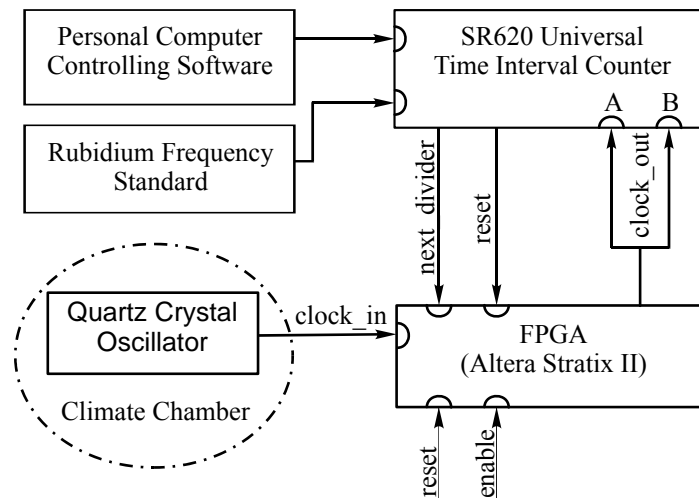 Personal Computer
Controlling Software
SR620 Universal
Time Interval Counter
A
B
Rubidium Frequency
Standard
next_divider
reset
clock_out
Quartz Crystal
Oscillator
clock_in
Climate Chamber
FPGA
(Altera Stratix II)
reset
enable